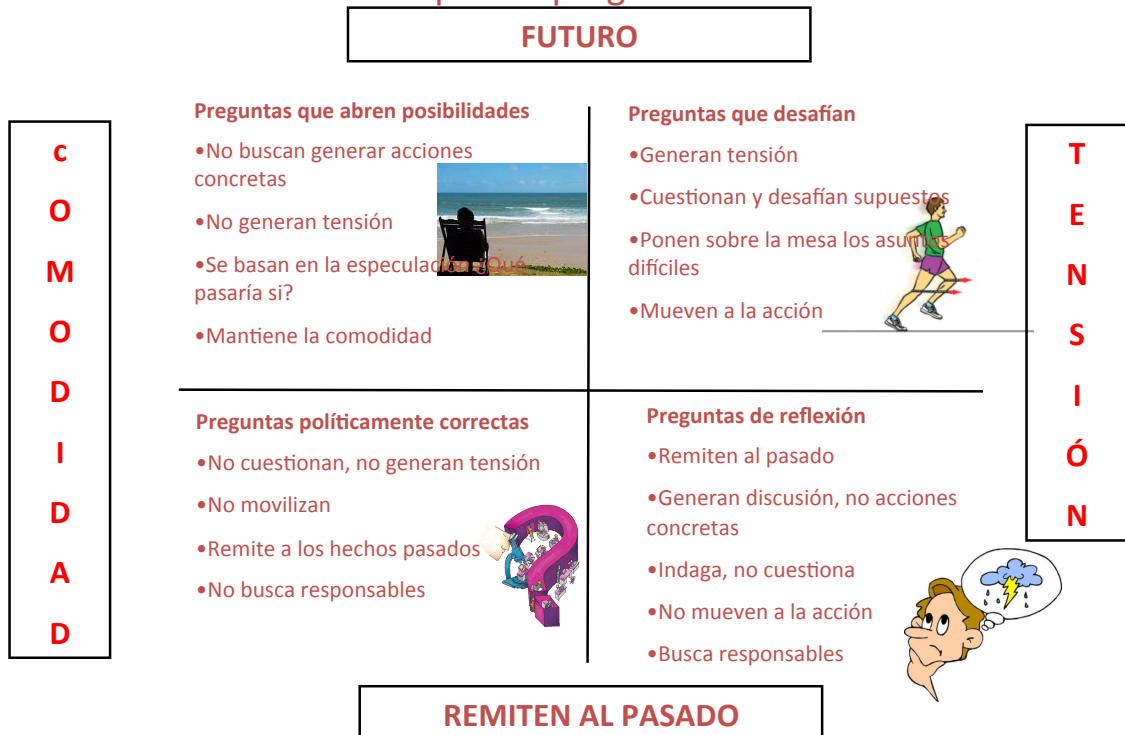 FUTURO
Preguntas que abren posibilidades
•No buscan generar acciones
concretas
•No generan tensión
•Se basan en la especulación ¿Qué
pasaría si?
•Mantiene la comodidad
Preguntas que desafían
•Generan tensión
•Cuestionan y desafían supuestos
•Ponen sobre la mesa los asuntos
difíciles
•Mueven a la acción
c
O
M
O
D
I
D
A
D
T
E
N
S
I
Ó
N
Preguntas políticamente correctas
•No cuestionan, no generan tensión
•No movilizan
•Remite a los hechos pasados
•No busca responsables
Preguntas de reflexión
•Remiten al pasado
•Generan discusión, no acciones
concretas
•Indaga, no cuestiona
•No mueven a la acción
•Busca responsables
REMITEN AL PASADO